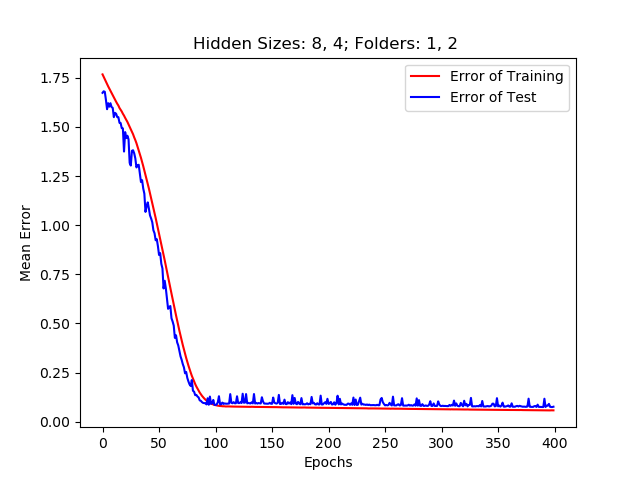 Hidden Sizes: 8, 4; Folders: 1, 2
Error of Training
Error of Test
Mean Error
1.75
1.50
1.25
1.00
0.75
0.50
0.25
0.00
0 50 100 150 200 250 300 350 400
Epochs